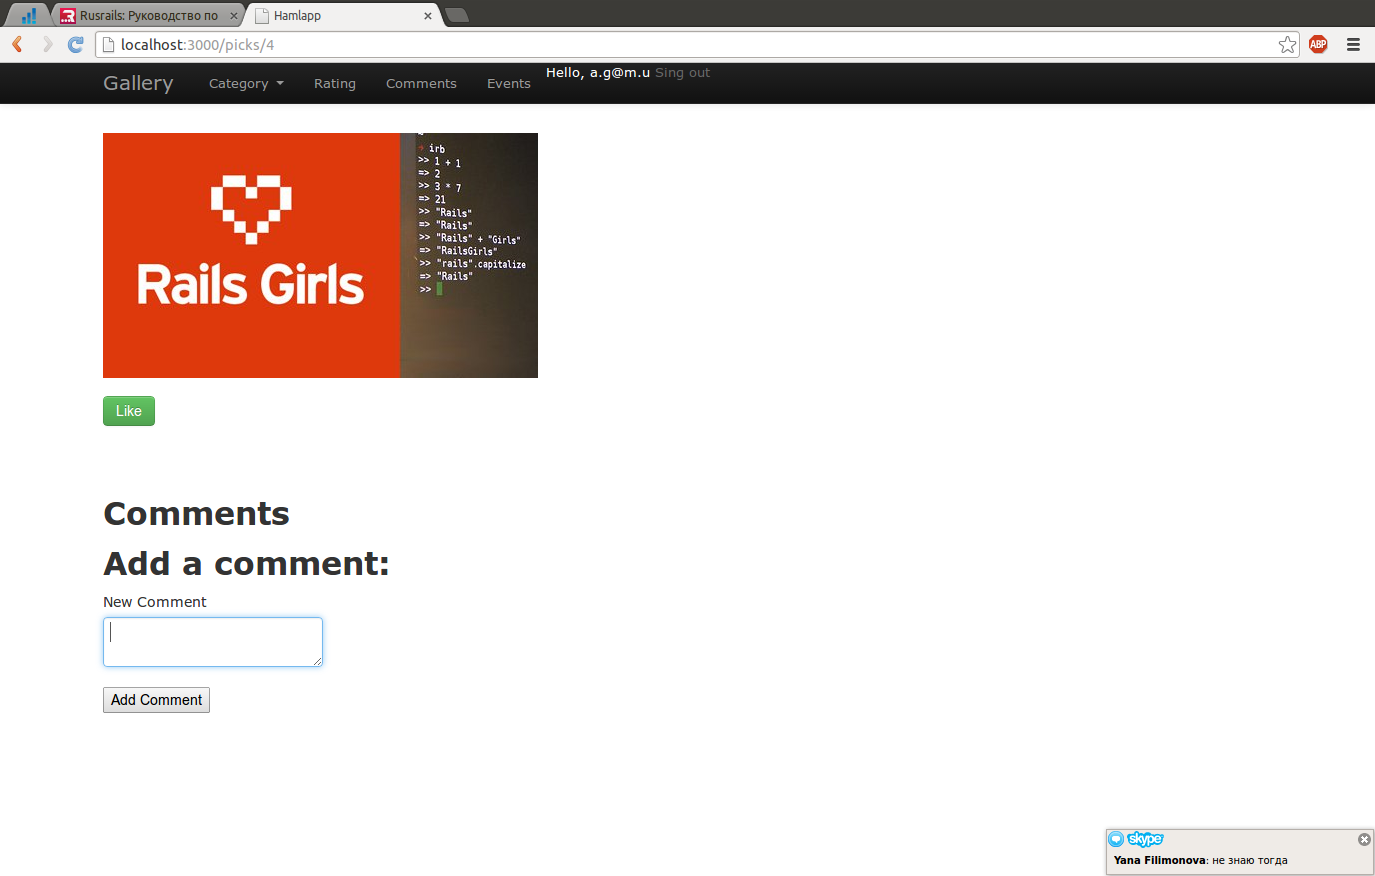 Rusrails: Руководство по
Hamlapp
localhost:3000/picks/4
ABP
Gallery
Category
Rating
Comments
Events
Hello, a.g@m.u Sing out
Rails Girls
irb
>> 1 + 1
=> 2
>> 3 * 7
=> 21
>> "Rails"
=> "Rails"
>> "Rails" + "Girls"
=> "RailsGirls"
>> "rails".capitalize
=> "Rails"
>>
Like
Comments
Add a comment:
New Comment
Add Comment
skype
Yana Filimonova: не знаю тогда